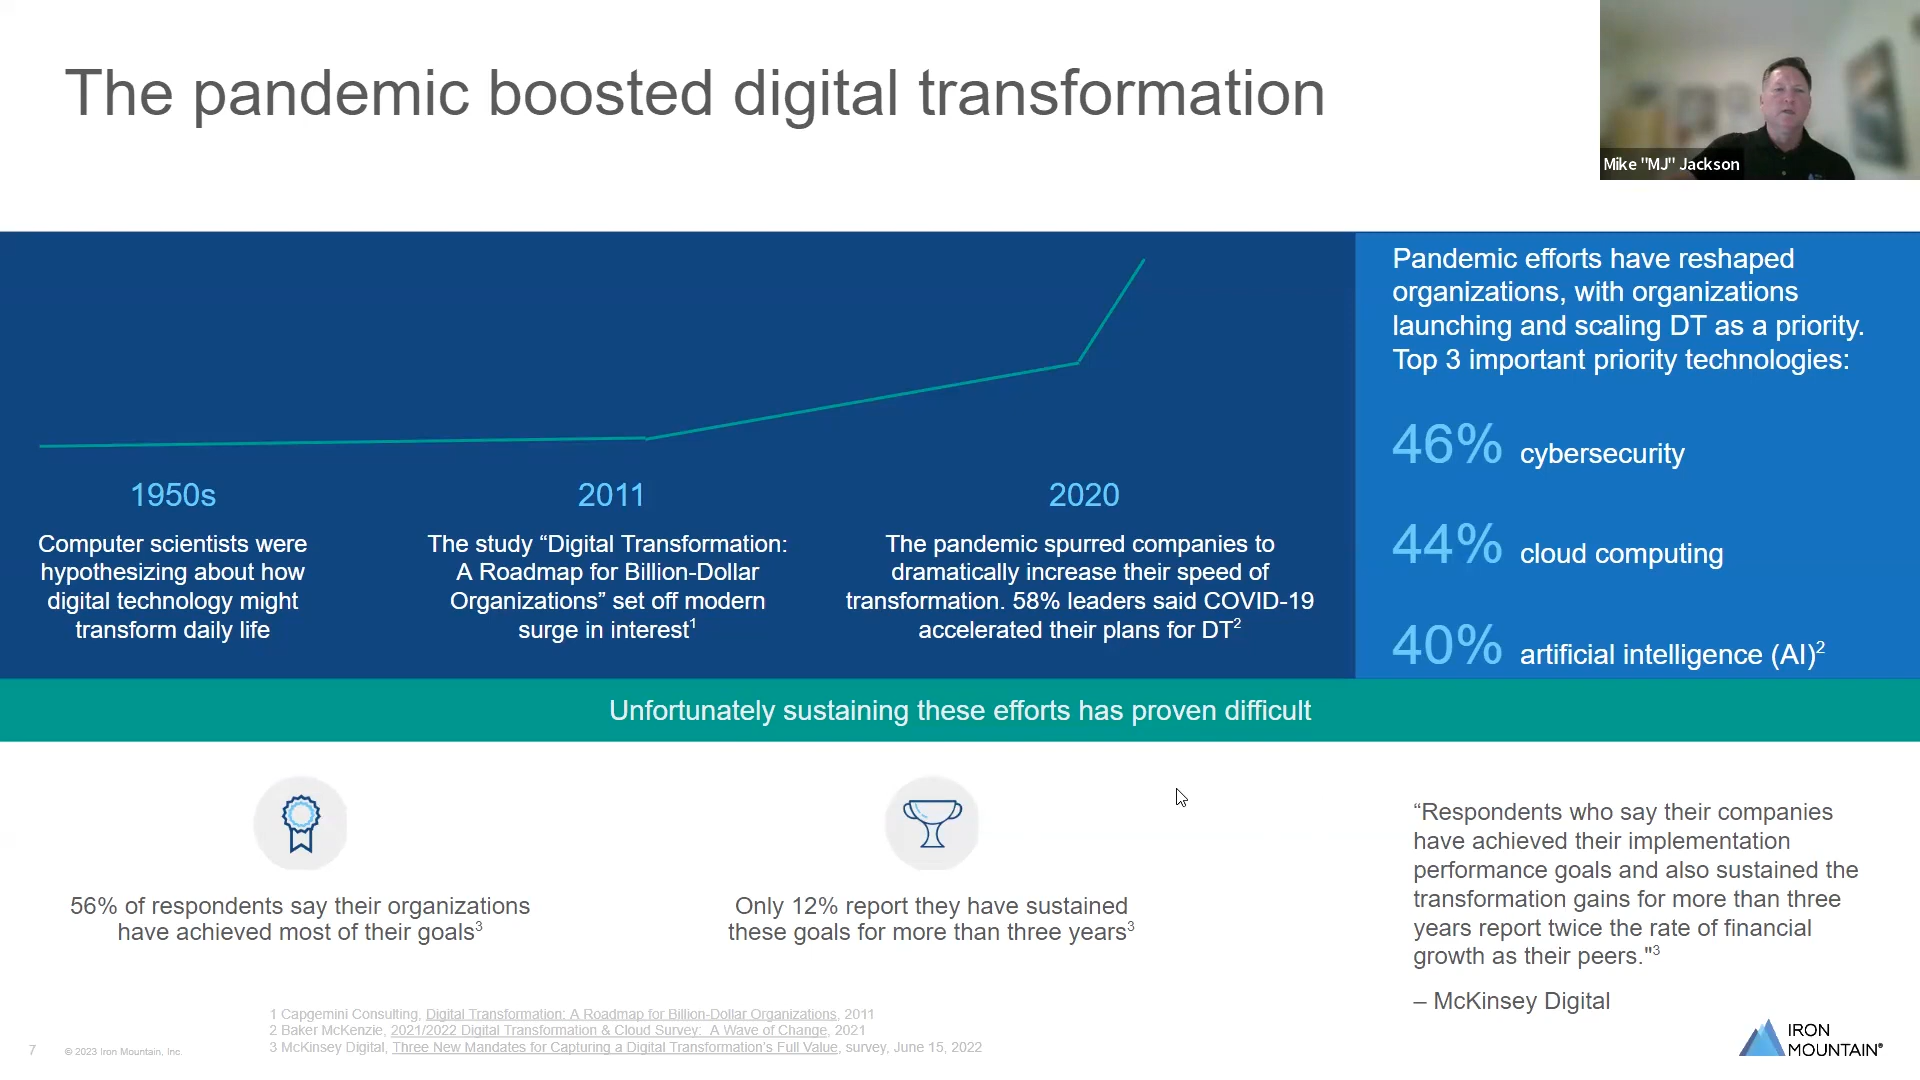 The pandemic boosted digital transformation
Mike "MJ" Jackson
1950s
Computer scientists were
hypothesizing about how
digital technology might
transform daily life
2011
The study “Digital Transformation:
A Roadmap for Billion-Dollar
Organizations” set off modern
surge in interest1
2020
The pandemic spurred companies to
dramatically increase their speed of
transformation. 58% leaders said COVID-19
accelerated their plans for DT2
Pandemic efforts have reshaped
organizations, with organizations
launching and scaling DT as a priority.
Top 3 important priority technologies:
46% cybersecurity
44% cloud computing
40% artificial intelligence (AI)2
Unfortunately sustaining these efforts has proven difficult
56% of respondents say their organizations
have achieved most of their goals3
Only 12% report they have sustained
these goals for more than three years3
“Respondents who say their companies
have achieved their implementation
performance goals and also sustained the
transformation gains for more than three
years report twice the rate of financial
growth as their peers."3
– McKinsey Digital
1 Capgemini Consulting, Digital Transformation: A Roadmap for Billion-Dollar Organizations, 2011
2 Baker McKenzie, 2021/2022 Digital Transformation & Cloud Survey: A Wave of Change, 2021
3 McKinsey Digital, Three New Mandates for Capturing a Digital Transformation's Full Value, survey, June 15, 2022
7
© 2023 Iron Mountain, Inc.
IRON
MOUNTAIN®